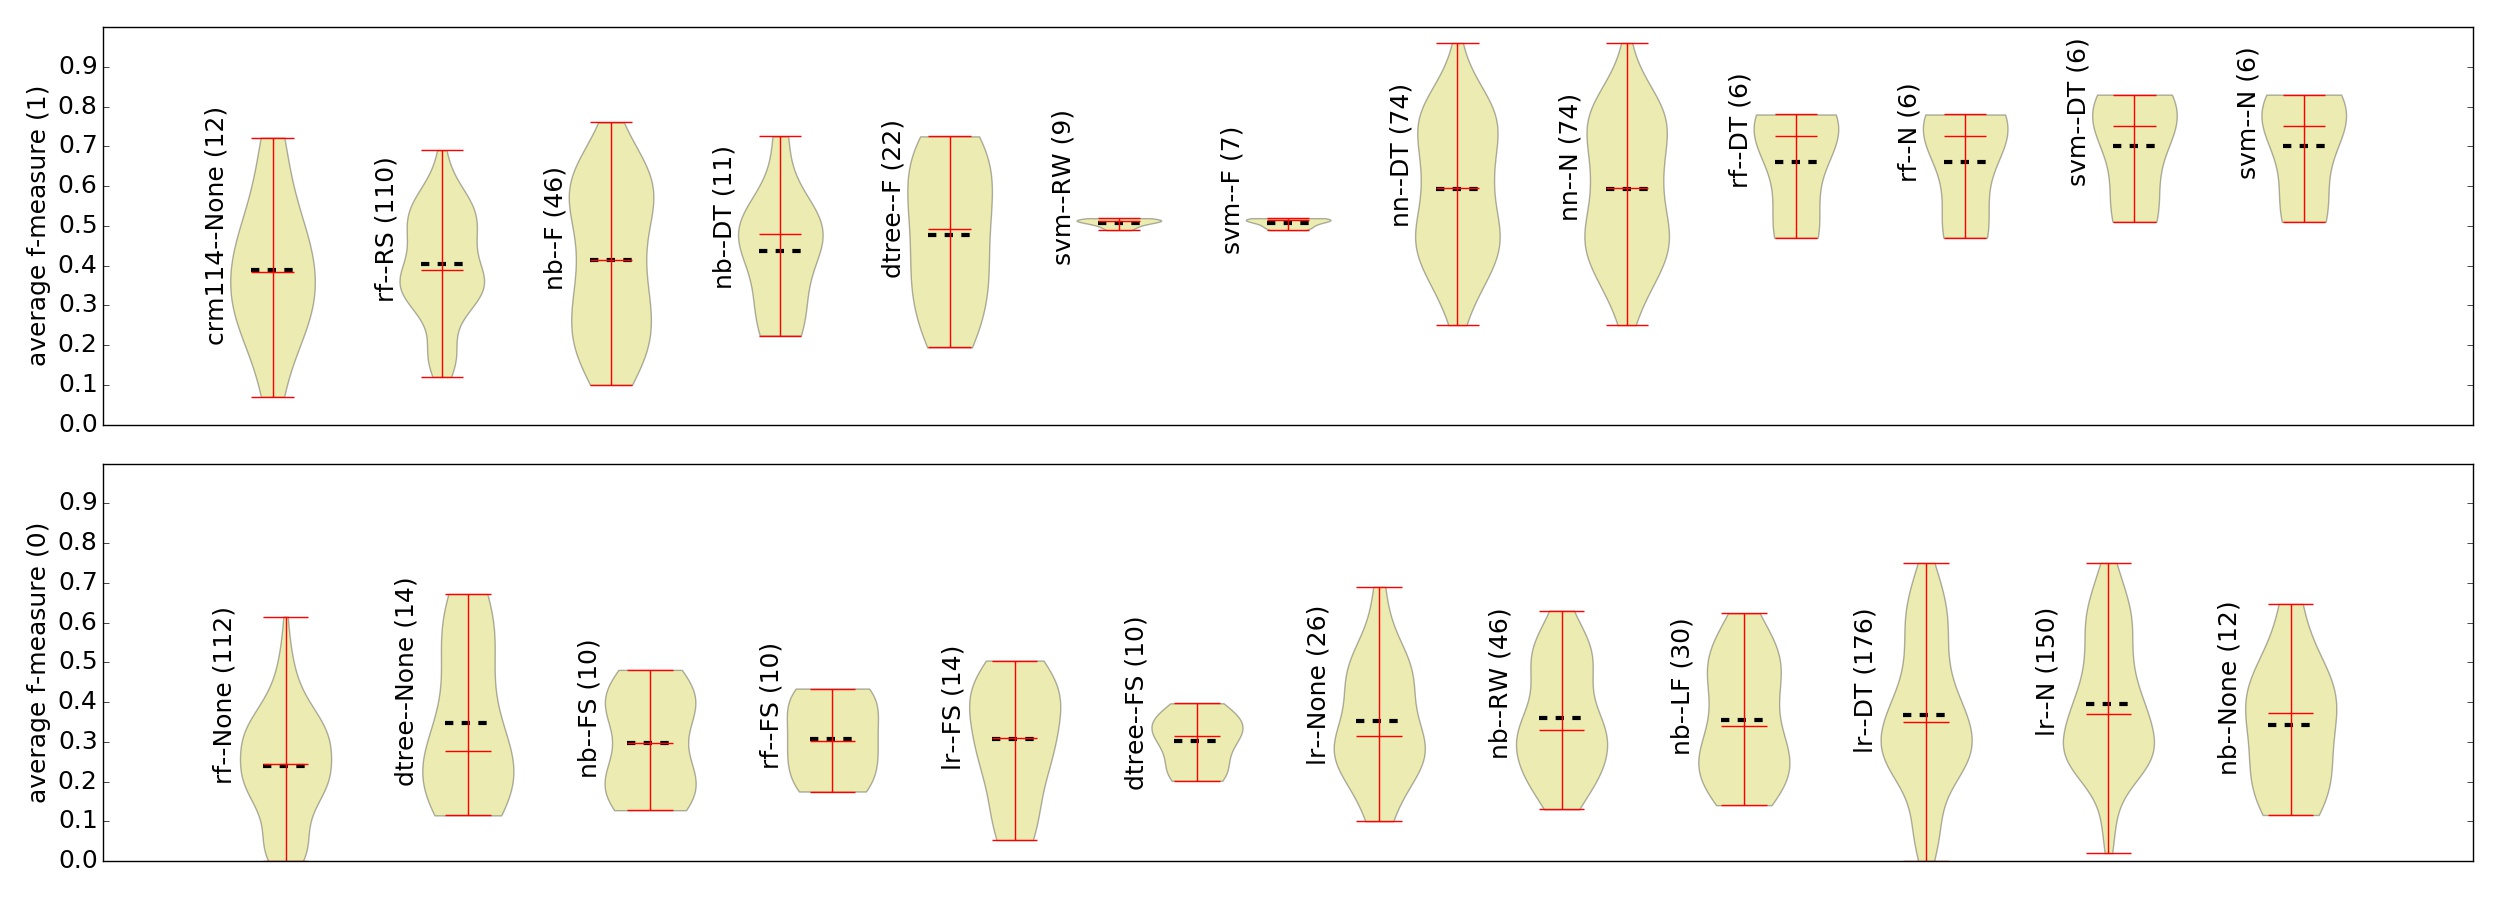 average f-measure (1)
0.9
0.8
0.7
0.6
0.5
0.4
0.3
0.2
0.1
0.0
crm114--None (12)
rf--RS (110)
nb--F (46)
nb--DT (11)
dtree--F (22)
svm--RW (9)
svm--F (7)
nn--DT (74)
nn--N (74)
rf--DT (6)
rf--N (6)
svm--DT (6)
svm--N (6)
average f-measure (0)
0.9
0.8
0.7
0.6
0.5
0.4
0.3
0.2
0.1
0.0
rf--None (112)
dtree--None (14)
nb--FS (10)
rf--FS (10)
lr--FS (14)
dtree--FS (10)
lr--None (26)
nb--RW (46)
nb--LF (30)
lr--DT (176)
lr--N (150)
nb--None (12)